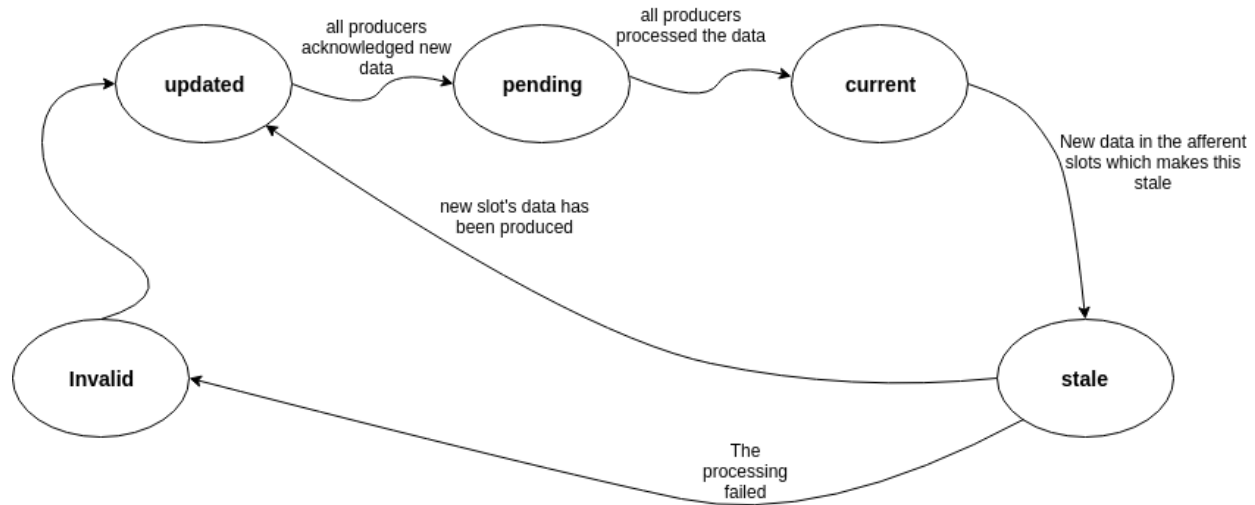 all producers
acknowledged new
data
all producers
processed the data
updated
pending
current
New data in the afferent
slots which makes this
stale
new slot's data has
been produced
Invalid
stale
The
processing
failed